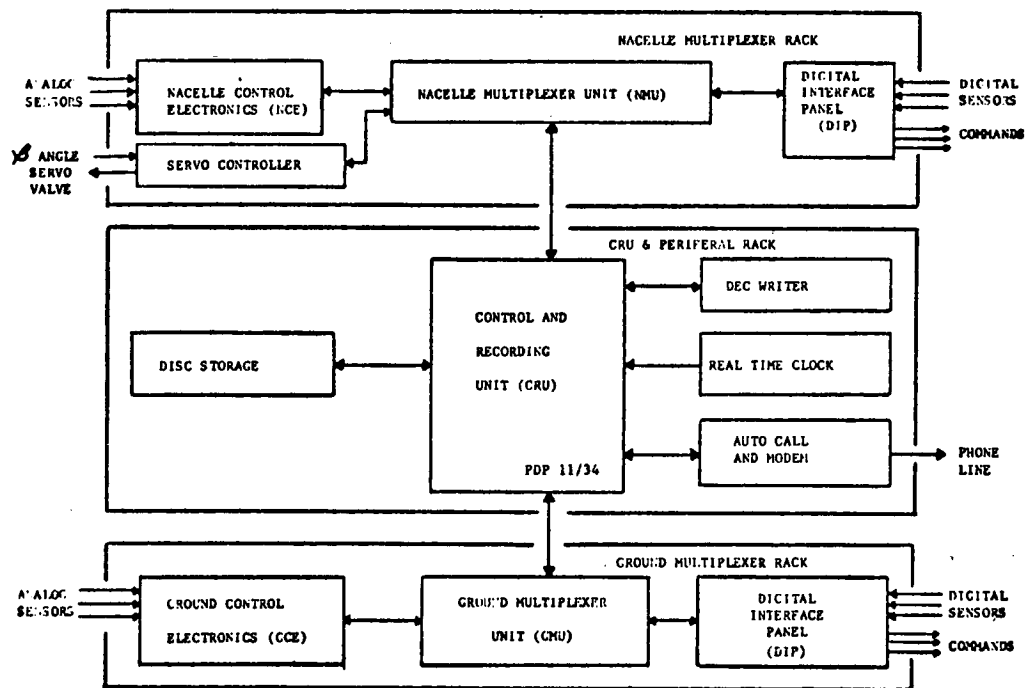 NACELLE MULTIPLEXER RACK
ANALOG
SENSORS
NACELLE CONTROL
ELECTRONICS (NCE)
NACELLE MULTIPLEXER UNIT (NMU)
DIGITAL
INTERFACE
PANEL
(DIP)
DIGITAL
SENSORS
COMMANDS
β ANGLE
SERVO
VALVE
SERVO CONTROLLER
CRU & PERIFERAL RACK
DISC STORAGE
CONTROL AND
RECORDING
UNIT (CRU)
PDP 11/34
DEC WRITER
REAL TIME CLOCK
AUTO CALL
AND MODEM
PHONE
LINE
GROUND MULTIPLEXER RACK
ANALOG
SENSORS
GROUND CONTROL
ELECTRONICS (GCE)
GROUND MULTIPLEXER
UNIT (GMU)
DIGITAL
INTERFACE
PANEL
(DIP)
DIGITAL
SENSORS
COMMANDS